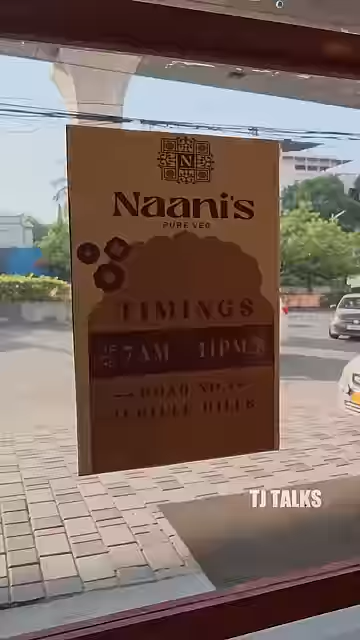 N
Naani's
PURE VEG
TIMINGS
7AM 11PM
ROAD NO.
JUBILEE HILLS
TJ TALKS